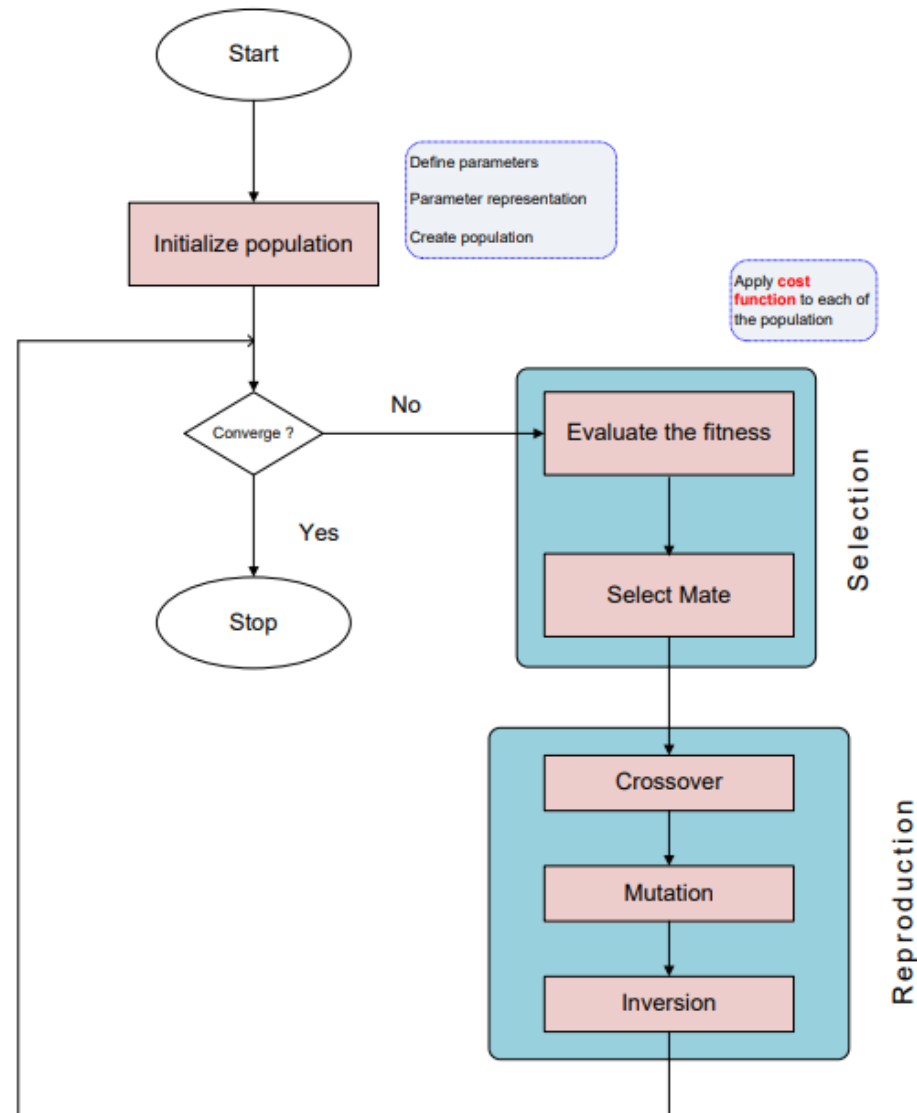 Start
Define parameters
Parameter representation
Create population
Initialize population
Apply cost
function to each of
the population
No
Converge ?
Evaluate the fitness
Yes
Select Mate
Selection
Stop
Crossover
Mutation
Inversion
Reproduction